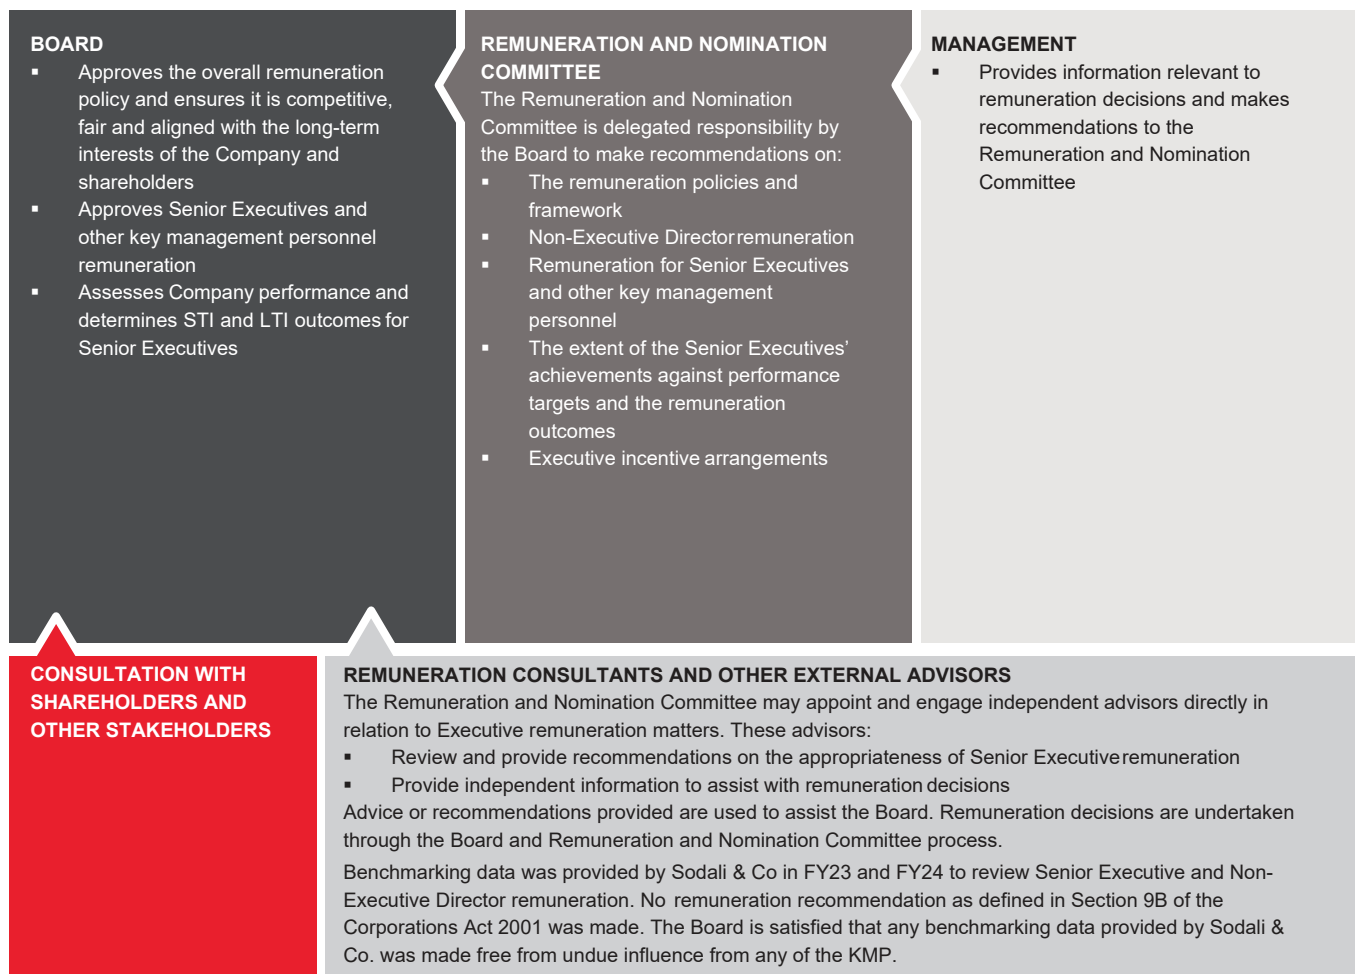 BOARD
▪ Approves the overall remuneration
policy and ensures it is competitive,
fair and aligned with the long-term
interests of the Company and
shareholders
▪ Approves Senior Executives and
other key management personnel
remuneration
▪ Assesses Company performance and
determines STI and LTI outcomes for
Senior Executives
REMUNERATION AND NOMINATION
COMMITTEE
The Remuneration and Nomination
Committee is delegated responsibility by
the Board to make recommendations on:
▪ The remuneration policies and
framework
▪ Non-Executive Director remuneration
▪ Remuneration for Senior Executives
and other key management
personnel
▪ The extent of the Senior Executives’
achievements against performance
targets and the remuneration
outcomes
▪ Executive incentive arrangements
MANAGEMENT
▪ Provides information relevant to
remuneration decisions and makes
recommendations to the
Remuneration and Nomination
Committee
CONSULTATION WITH
SHAREHOLDERS AND
OTHER STAKEHOLDERS
REMUNERATION CONSULTANTS AND OTHER EXTERNAL ADVISORS
The Remuneration and Nomination Committee may appoint and engage independent advisors directly in
relation to Executive remuneration matters. These advisors:
▪ Review and provide recommendations on the appropriateness of Senior Executive remuneration
▪ Provide independent information to assist with remuneration decisions
Advice or recommendations provided are used to assist the Board. Remuneration decisions are undertaken
through the Board and Remuneration and Nomination Committee process.
Benchmarking data was provided by Sodali & Co in FY23 and FY24 to review Senior Executive and Non-
Executive Director remuneration. No remuneration recommendation as defined in Section 9B of the
Corporations Act 2001 was made. The Board is satisfied that any benchmarking data provided by Sodali &
Co. was made free from undue influence from any of the KMP.